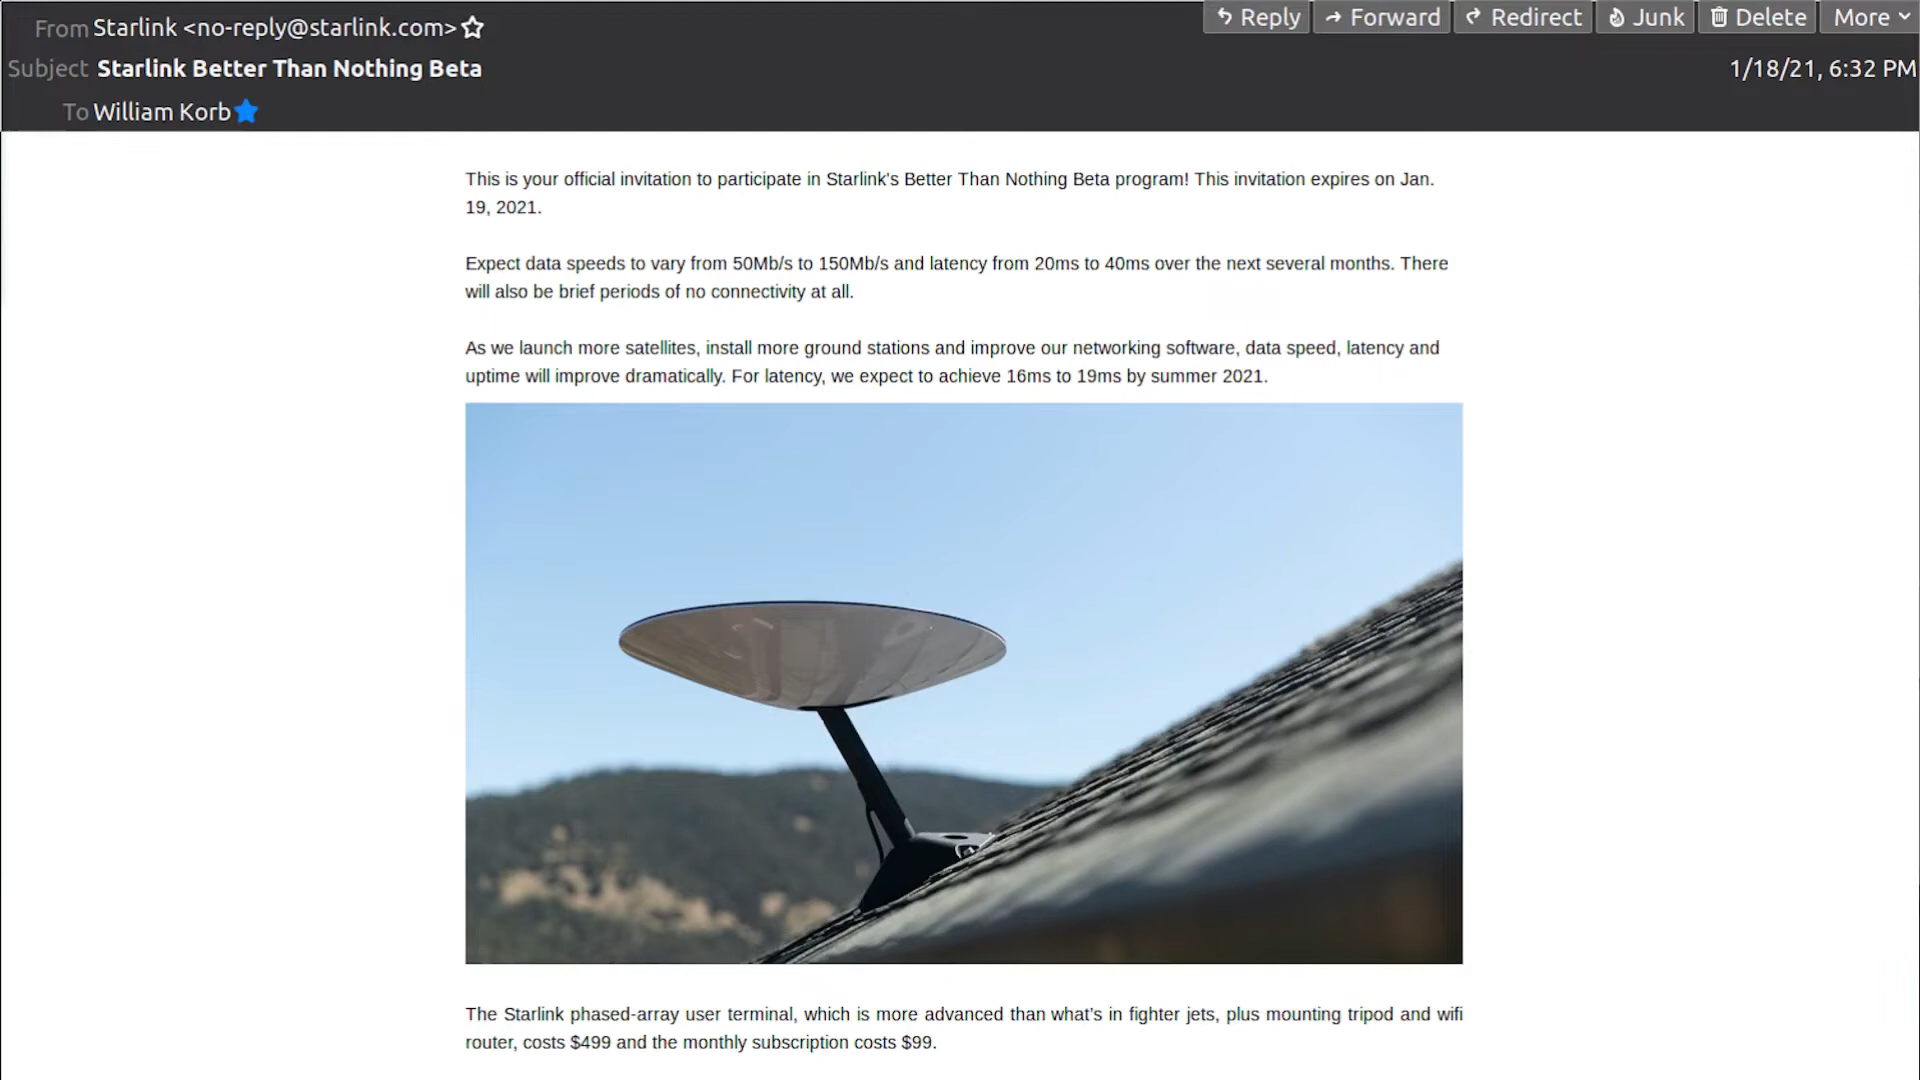 From Starlink <no-reply@starlink.com>
Reply Forward Redirect Junk Delete More
Subject Starlink Better Than Nothing Beta
1/18/21, 6:32 PM
To William Korb
This is your official invitation to participate in Starlink's Better Than Nothing Beta program! This invitation expires on Jan.
19, 2021.
Expect data speeds to vary from 50Mb/s to 150Mb/s and latency from 20ms to 40ms over the next several months. There
will also be brief periods of no connectivity at all.
As we launch more satellites, install more ground stations and improve our networking software, data speed, latency and
uptime will improve dramatically. For latency, we expect to achieve 16ms to 19ms by summer 2021.
The Starlink phased-array user terminal, which is more advanced than what's in fighter jets, plus mounting tripod and wifi
router, costs $499 and the monthly subscription costs $99.